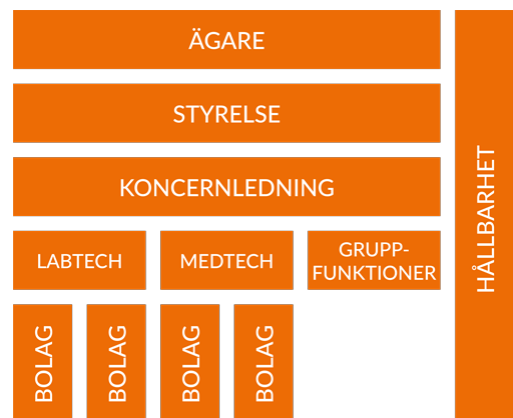 ÄGARE
STYRELSE
KONCERNLEDNING
LABTECH
MEDTECH
GRUPP-
FUNKTIONER
BOLAG
BOLAG
BOLAG
BOLAG
HÅLLBARHET